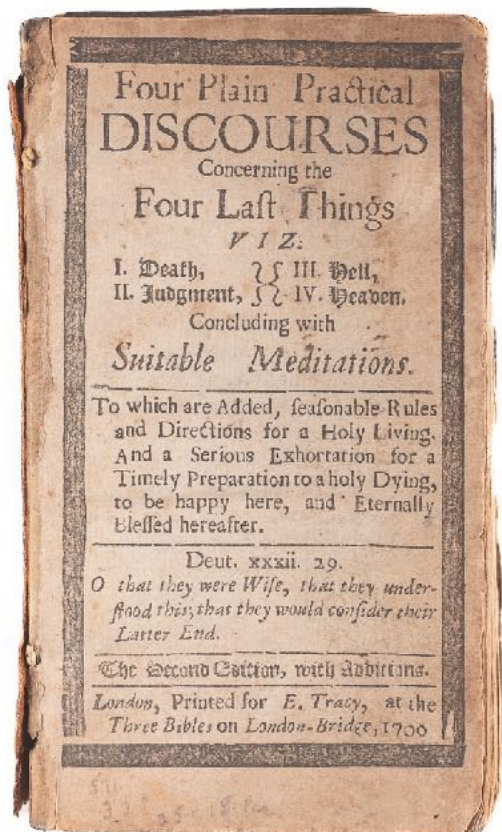 Four Plain Practical
DISCOURSES
Concerning the
Four Laſt Things
VIZ:
I. Death, III. Hell,
II. Judgment, IV. Heaven.
Concluding with
Suitable Meditations.
To which are Added, ſeaſonable Rules
and Directions for a Holy Living.
And a Serious Exhortation for a
Timely Preparation to a holy Dying,
to be happy here, and Eternally
Bleſſed hereafter.
Deut. xxxii. 29.
O that they were Wiſe, that they under-
ſtood this; that they would conſider their
Latter End.
The Second Edition, with Additions.
London, Printed for E. Tracy, at the
Three Bibles on London-Bridge, 1700